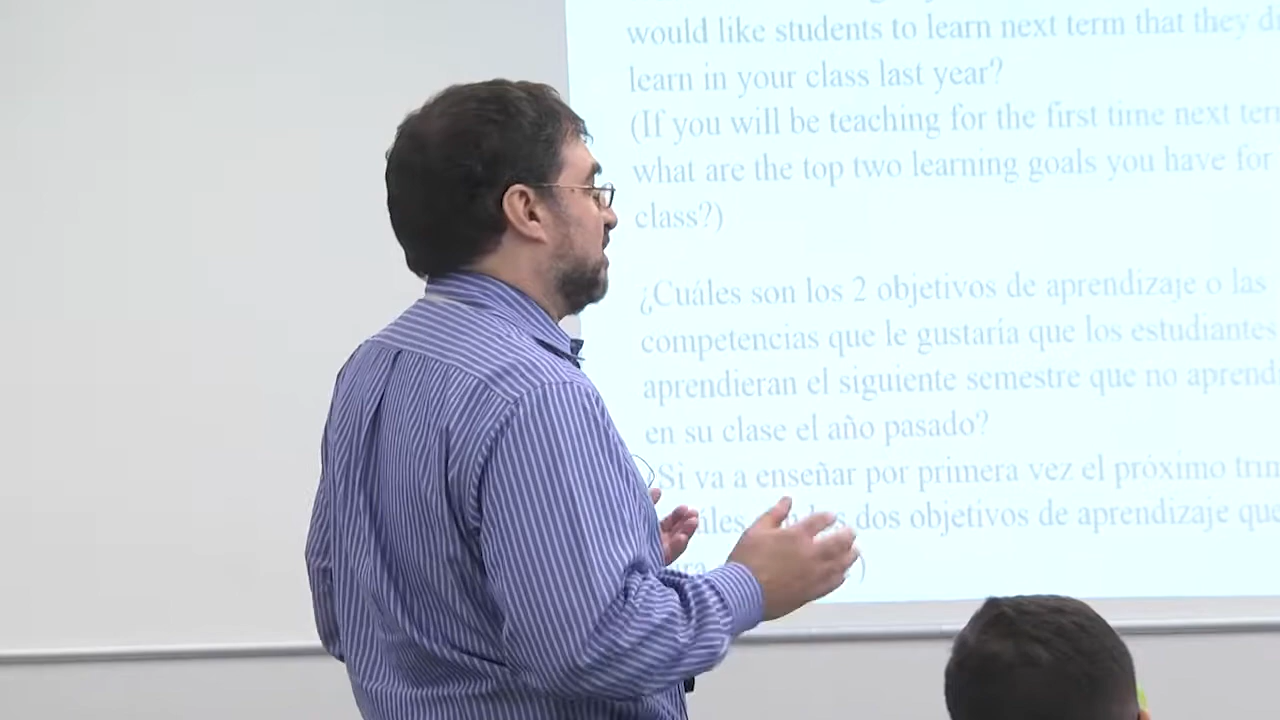 would like students to learn next term that they
learn in your class last year?
(If you will be teaching for the first time next
what are the top two learning goals you have for
class?)
¿Cuáles son los 2 objetivos de aprendizaje o las
competencias que le gustaría que los estudiantes
aprendieran el siguiente semestre que no
en su clase el año pasado?
Si va a enseñar por primera vez el próximo
dos objetivos de aprendizaje que